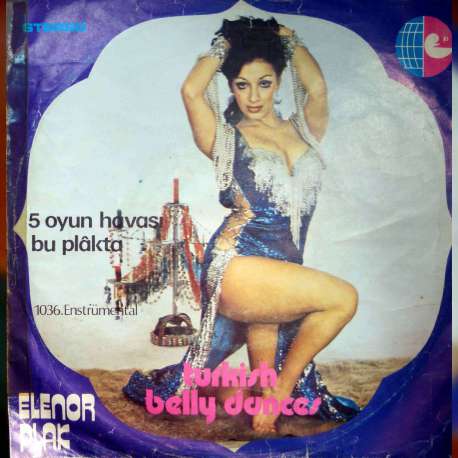 STEREO
5 oyun havası
bu plâkta
1036.Enstrümental
turkish
belly dances
ELENOR
PLAK